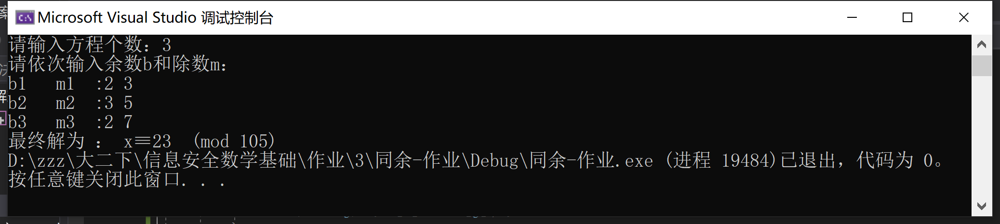 案
Microsoft Visual Studio 调试控制台
请输入方程个数：3
请依次输入余数b和除数m：
b1   m1  :2 3
b2   m2  :3 5
b3   m3  :2 7
解
最终解为 ： x≡23  (mod 105)
D:\zzz\大二下\信息安全数学基础\作业\3\同余-作业\Debug\同余-作业.exe (进程 19484)已退出，代码为 0。
按任意键关闭此窗口. . .